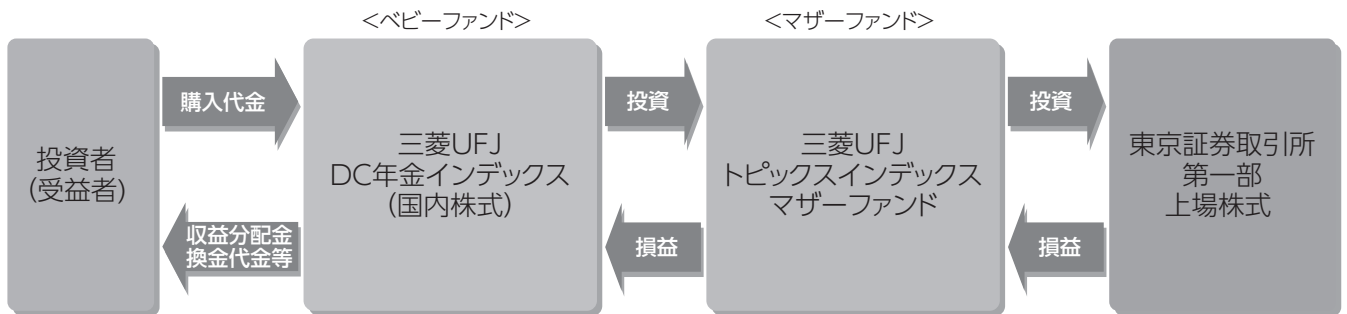 <ベビーファンド>
<マザーファンド>
投資者
(受益者)
購入代金
収益分配金
換金代金等
三菱UFJ
DC年金インデックス
(国内株式)
投資
損益
三菱UFJ
トピックスインデックス
マザーファンド
投資
損益
東京証券取引所
第一部
上場株式